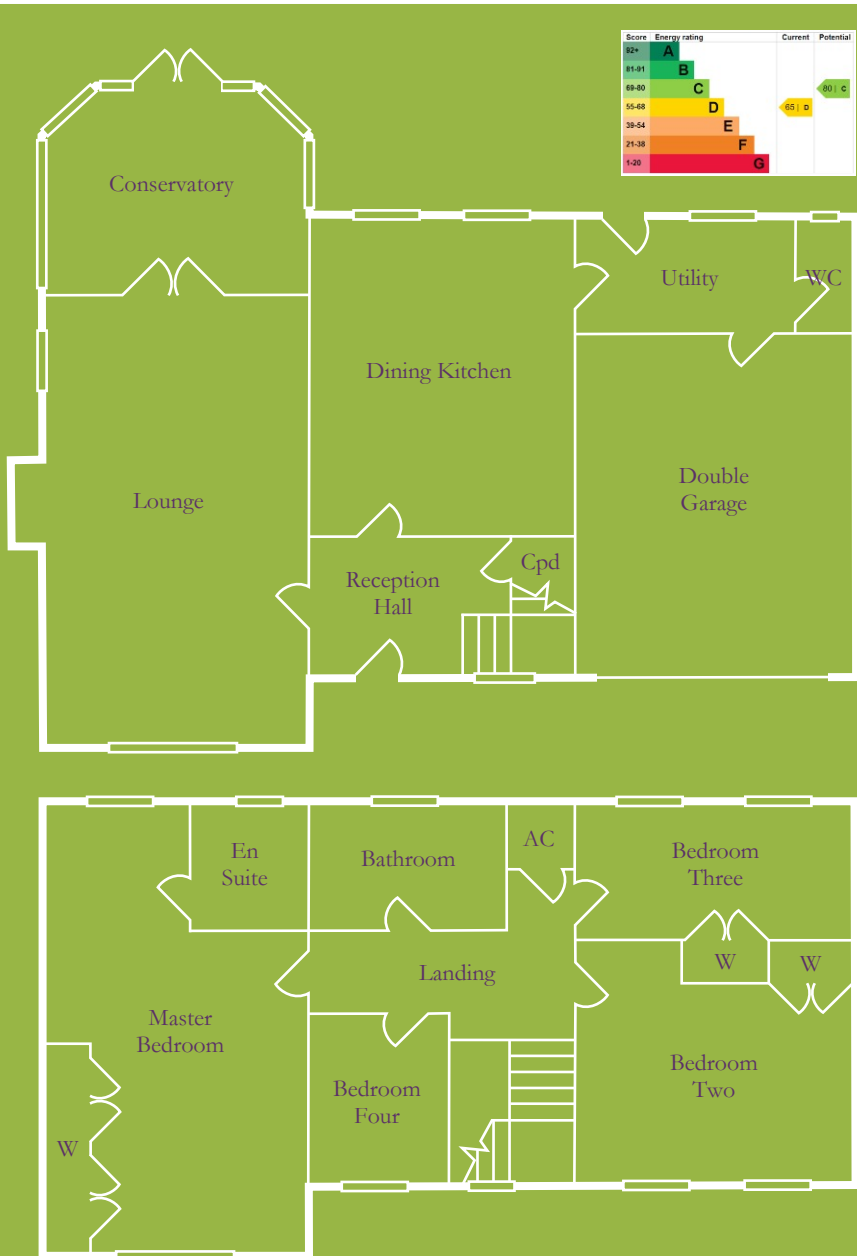 Score Energy rating Current Potential
92+ A
81-91 B
69-80 C 80 | C
55-68 D 65 | D
39-54 E
21-38 F
1-20 G
Conservatory
Utility
WC
Dining Kitchen
Lounge
Double
Garage
Cpd
Reception
Hall
En
Suite
Bathroom
AC
Bedroom
Three
W
W
Landing
Master
Bedroom
Bedroom
Two
Bedroom
Four
W